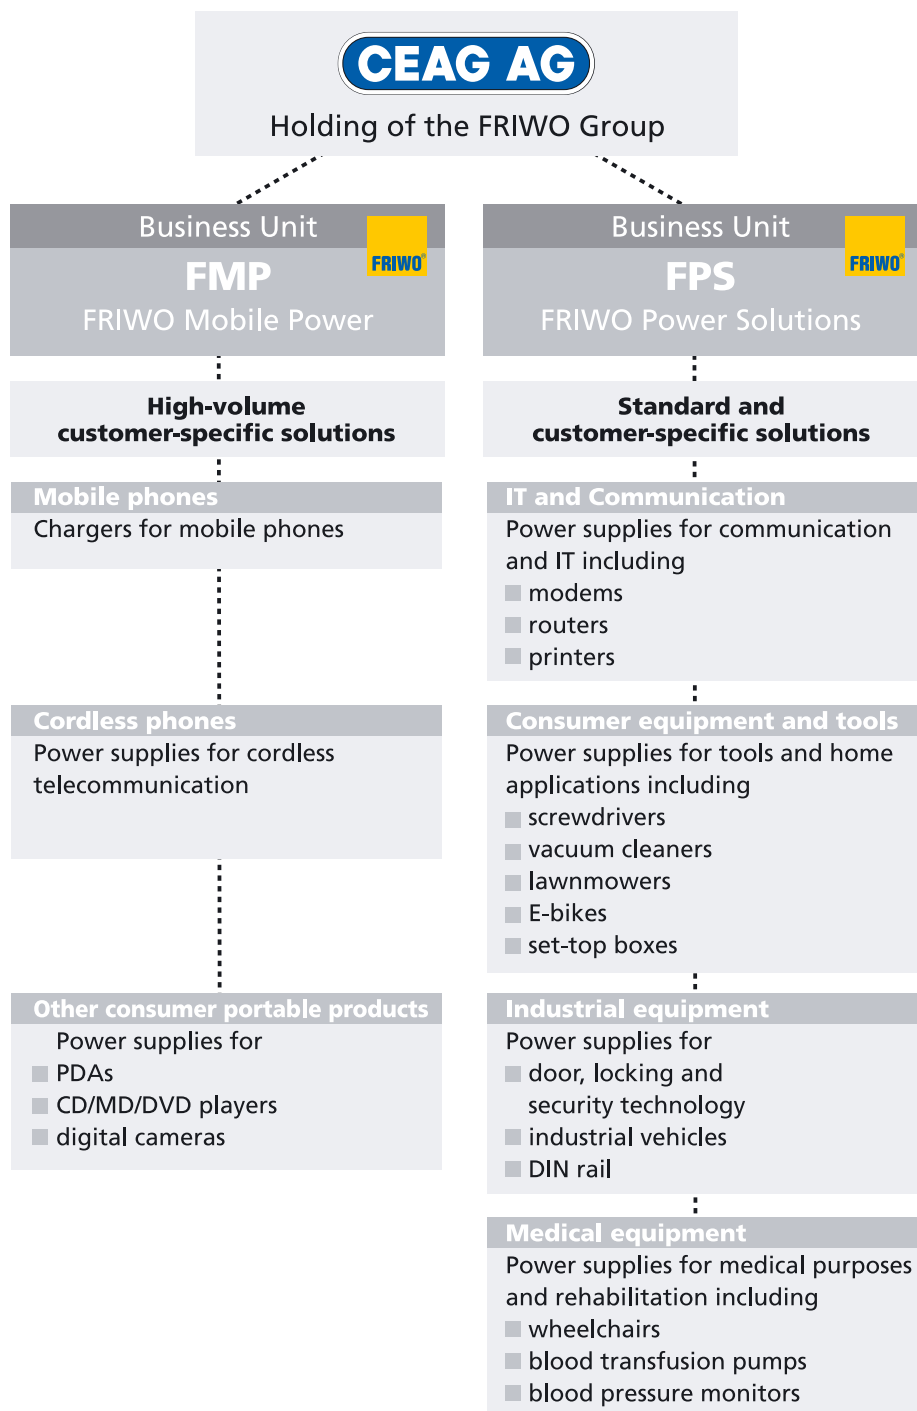 CEAG AG
Holding of the FRIWO Group
Business Unit
FRIWO®
FMP
FRIWO Mobile Power
High-volume
customer-specific solutions
Mobile phones
Chargers for mobile phones
Cordless phones
Power supplies for cordless
telecommunication
Other consumer portable products
Power supplies for
PDAs
CD/MD/DVD players
digital cameras
Business Unit
FRIWO®
FPS
FRIWO Power Solutions
Standard and
customer-specific solutions
IT and Communication
Power supplies for communication
and IT including
modems
routers
printers
Consumer equipment and tools
Power supplies for tools and home
applications including
screwdrivers
vacuum cleaners
lawnmowers
E-bikes
set-top boxes
Industrial equipment
Power supplies for
door, locking and
security technology
industrial vehicles
DIN rail
Medical equipment
Power supplies for medical purposes
and rehabilitation including
wheelchairs
blood transfusion pumps
blood pressure monitors